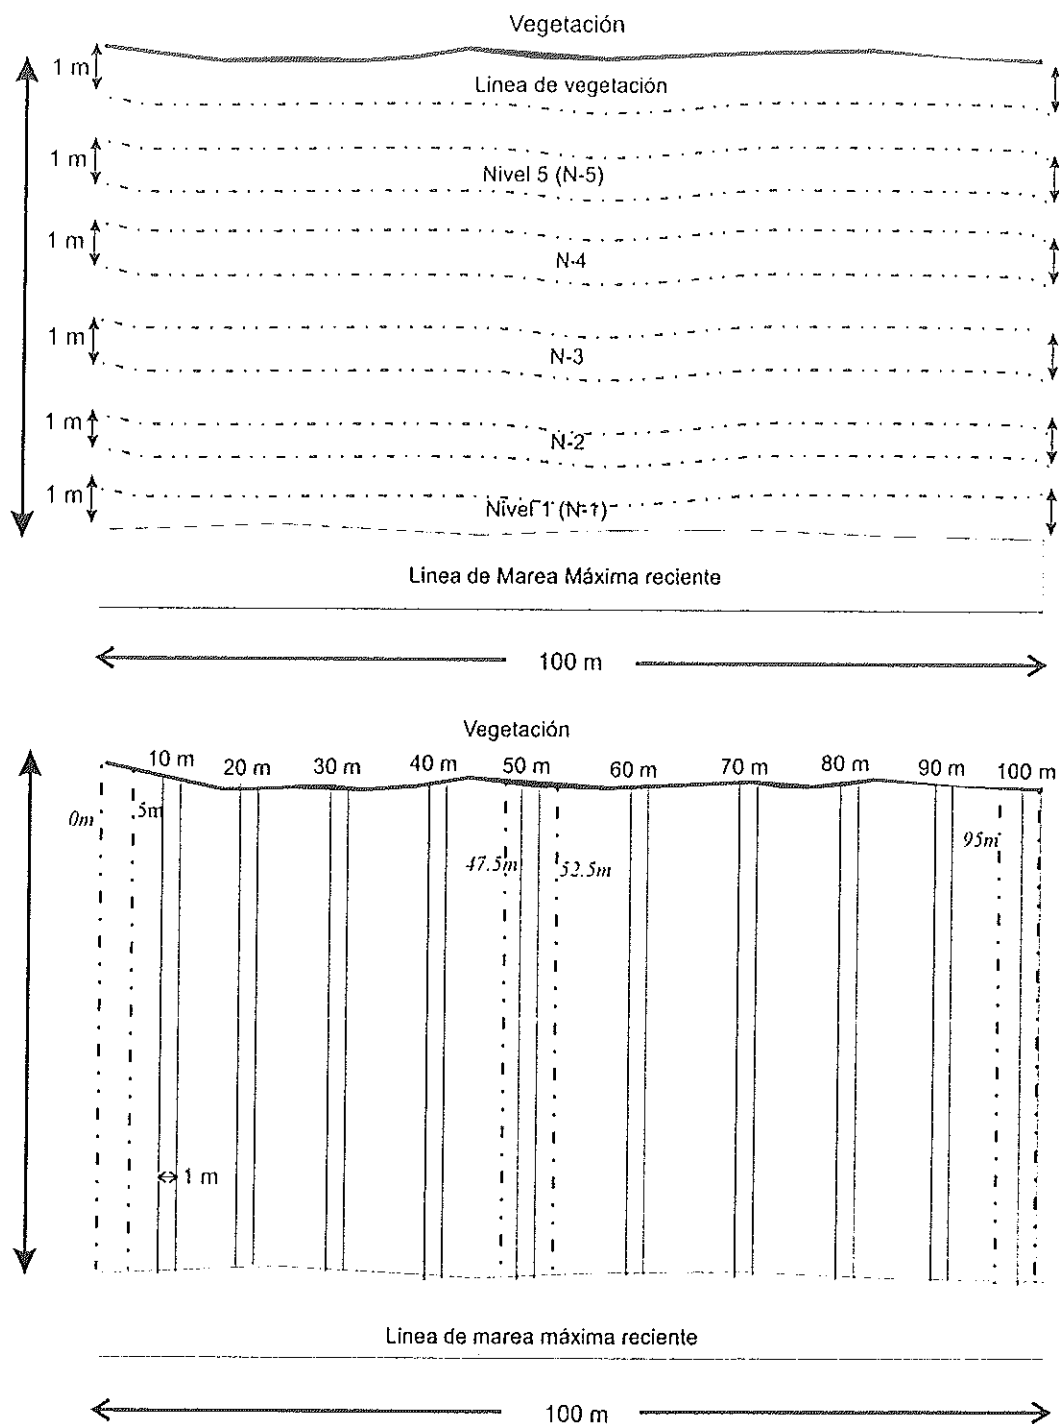 Vegetación
1 m
Linea de vegetación
1 m
Nivel 5 (N-5)
1 m
N-4
1 m
N-3
1 m
N-2
1 m
Nivel 1 (N-1)
Linea de Marea Máxima reciente
100 m
Vegetación
10 m 20 m 30 m 40 m 50 m 60 m 70 m 80 m 90 m 100 m
0m 5m 47.5m 52.5m 95m
1 m
Linea de marea máxima reciente
100 m